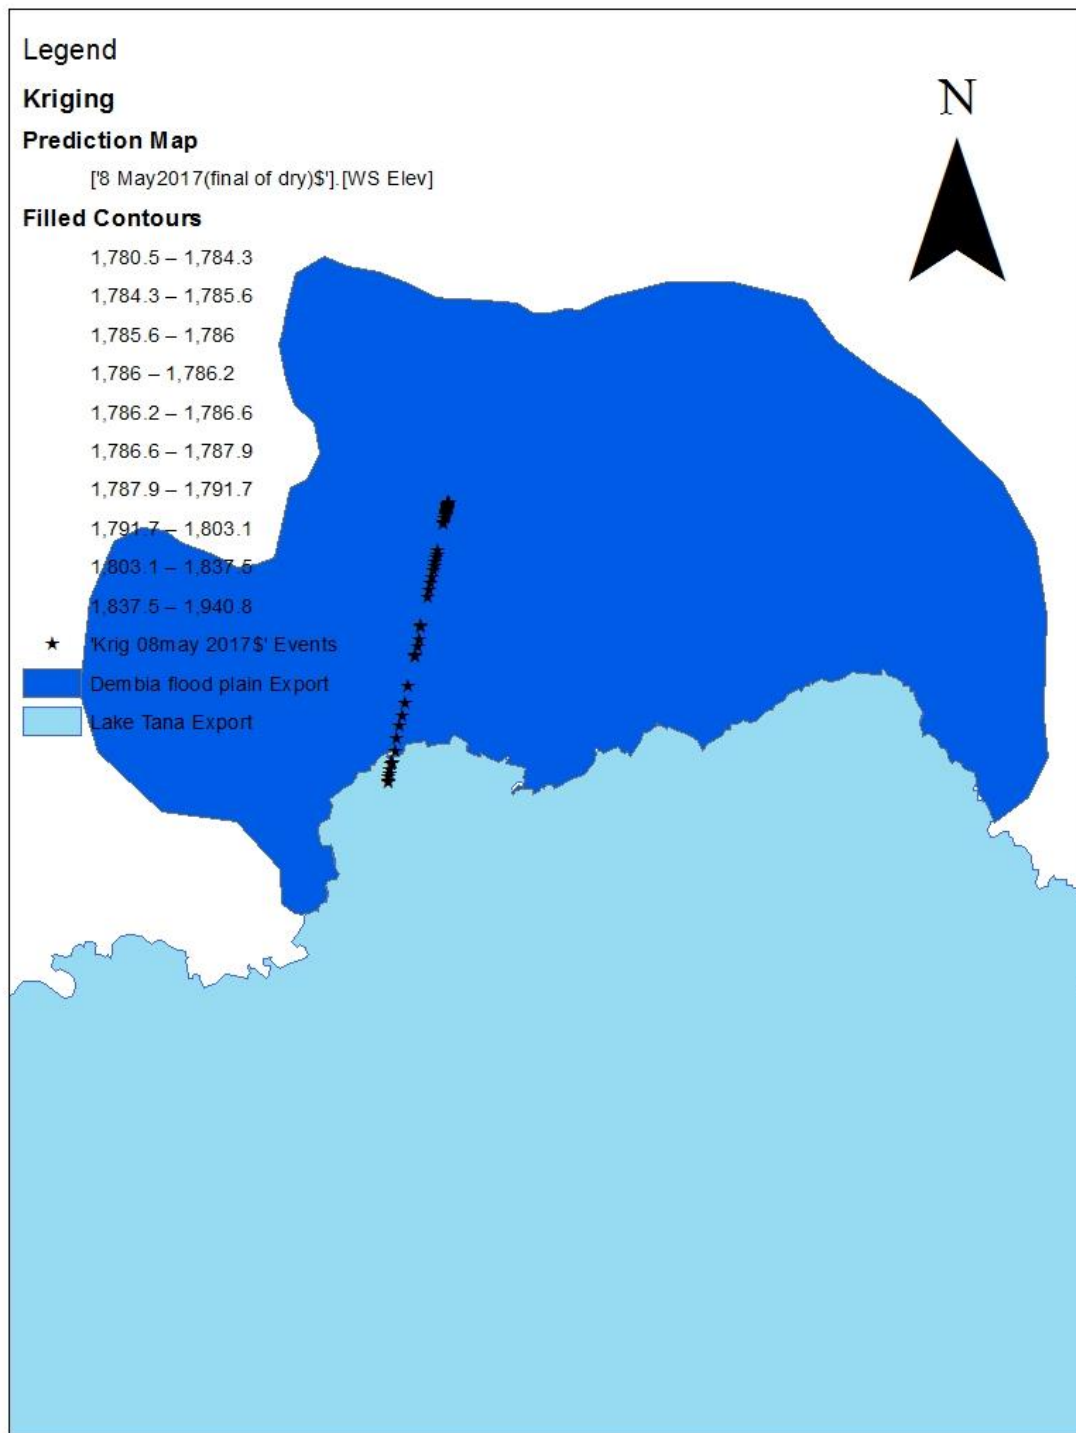 Legend
N
Kriging
Prediction Map
['8 May2017(final of dry)$'].[WS Elev]
Filled Contours
1,780.5 – 1,784.3
1,784.3 – 1,785.6
1,785.6 – 1,786
1,786 – 1,786.2
1,786.2 – 1,786.6
1,786.6 – 1,787.9
1,787.9 – 1,791.7
1,791.7 – 1,803.1
1,803.1 – 1,837.5
1,837.5 – 1,940.8
'Krig 08may 2017$' Events
Dembia flood plain Export
Lake Tana Export